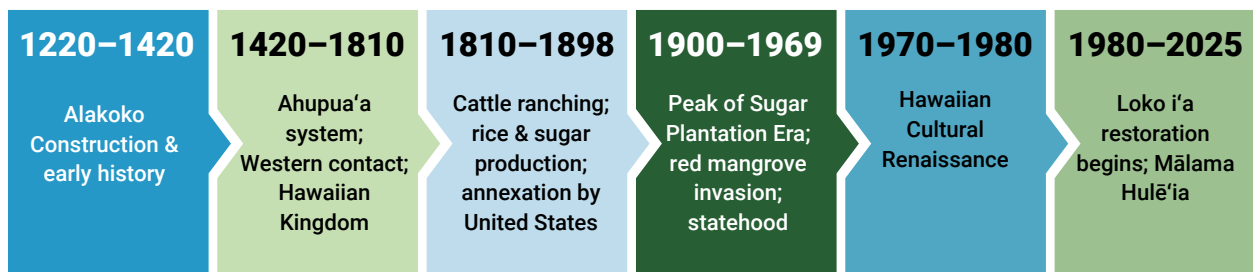 1220–1420
Alakoko
Construction &
early history
1420–1810
Ahupuaʻa
system;
Western contact;
Hawaiian
Kingdom
1810–1898
Cattle ranching;
rice & sugar
production;
annexation by
United States
1900–1969
Peak of Sugar
Plantation Era;
red mangrove
invasion;
statehood
1970–1980
Hawaiian
Cultural
Renaissance
1980–2025
Loko iʻa
restoration
begins; Mālama
Hulēʻia